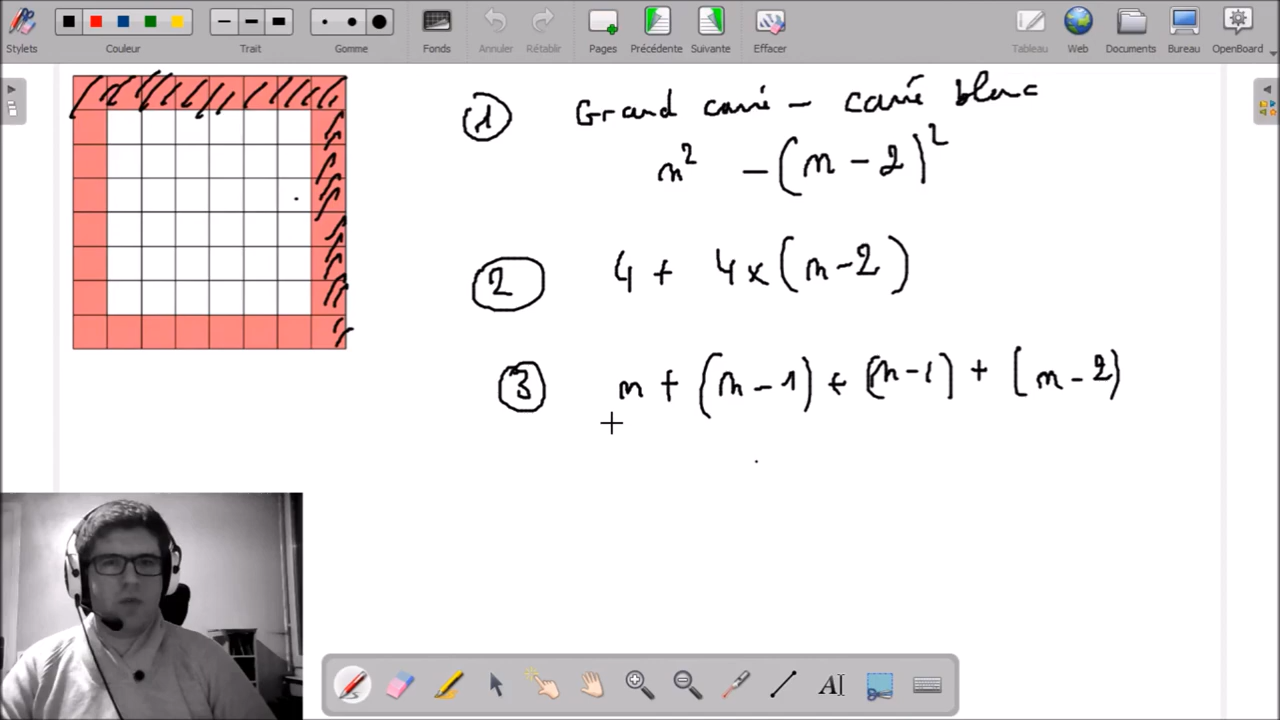 Stylets Couleur Trait Gomme Fonds Annuler Rétablir Pages Précédente Suivante Effacer Tableau Web Documents Bureau OpenBoard
① Grand carré - carré blanc
n² - (n - 2)²
② 4 + 4 x (n - 2)
③ n + (n - 1) + (n - 1) + (n - 2)
AI